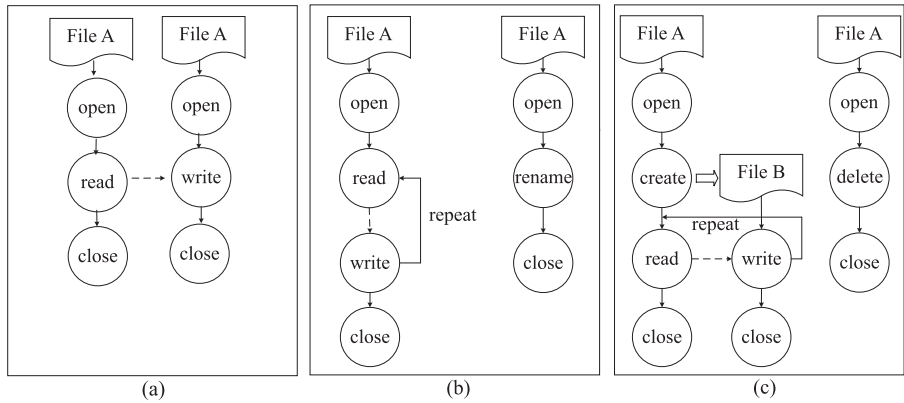 File A
File A
open
open
read
write
close
close
(a)
File A
File A
open
open
read
rename
repeat
write
close
close
(b)
File A
File A
open
open
create
File B
delete
repeat
read
write
close
close
close
(c)